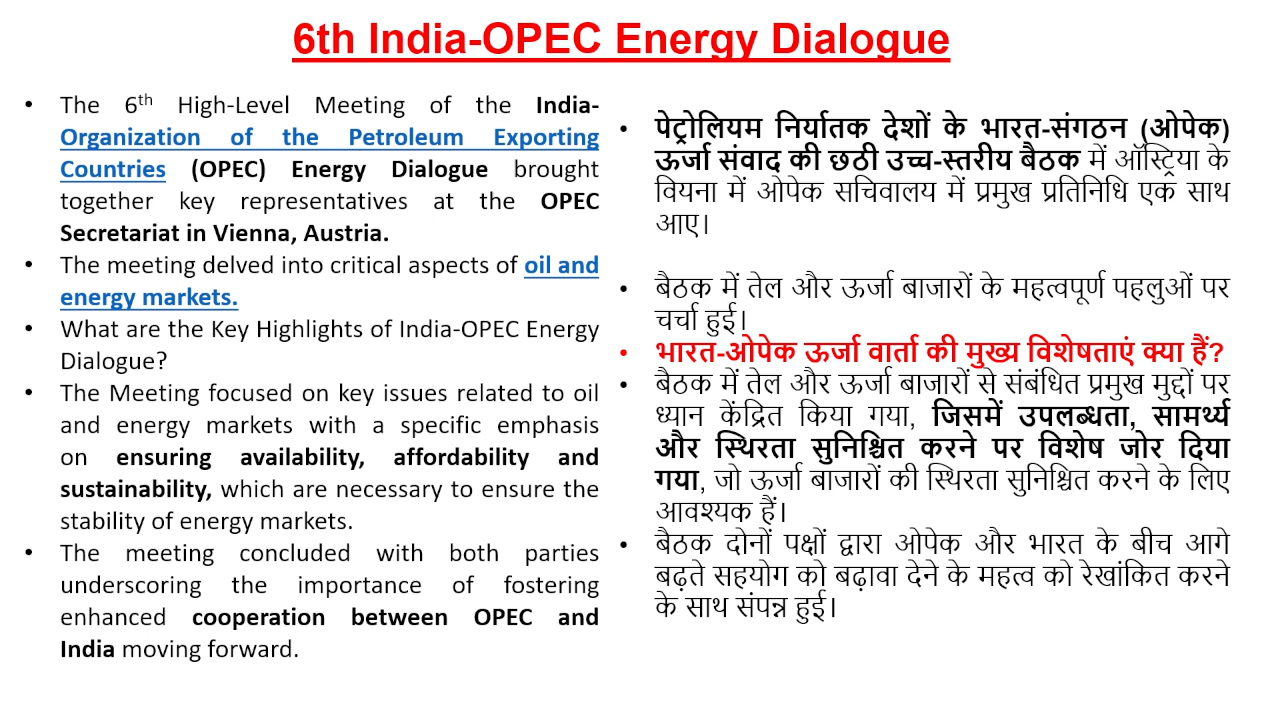 6th India-OPEC Energy Dialogue
• The 6th High-Level Meeting of the India-
Organization of the Petroleum Exporting
Countries (OPEC) Energy Dialogue brought
together key representatives at the OPEC
Secretariat in Vienna, Austria.
• The meeting delved into critical aspects of oil and
energy markets.
• What are the Key Highlights of India-OPEC Energy
Dialogue?
• The Meeting focused on key issues related to oil
and energy markets with a specific emphasis
on ensuring availability, affordability and
sustainability, which are necessary to ensure the
stability of energy markets.
• The meeting concluded with both parties
underscoring the importance of fostering
enhanced cooperation between OPEC and
India moving forward.
• पेट्रोलियम निर्यातक देशों के भारत-संगठन (ओपेक)
ऊर्जा संवाद की छठी उच्च-स्तरीय बैठक में ऑस्ट्रिया के
वियना में ओपेक सचिवालय में प्रमुख प्रतिनिधि एक साथ
आए।
• बैठक में तेल और ऊर्जा बाजारों के महत्वपूर्ण पहलुओं पर
चर्चा हुई।
• भारत-ओपेक ऊर्जा वार्ता की मुख्य विशेषताएं क्या हैं?
• बैठक में तेल और ऊर्जा बाजारों से संबंधित प्रमुख मुद्दों पर
ध्यान केंद्रित किया गया, जिसमें उपलब्धता, सामर्थ्य
और स्थिरता सुनिश्चित करने पर विशेष जोर दिया
गया, जो ऊर्जा बाजारों की स्थिरता सुनिश्चित करने के लिए
आवश्यक हैं।
• बैठक दोनों पक्षों द्वारा ओपेक और भारत के बीच आगे
बढ़ते सहयोग को बढ़ावा देने के महत्व को रेखांकित करने
के साथ संपन्न हुई।